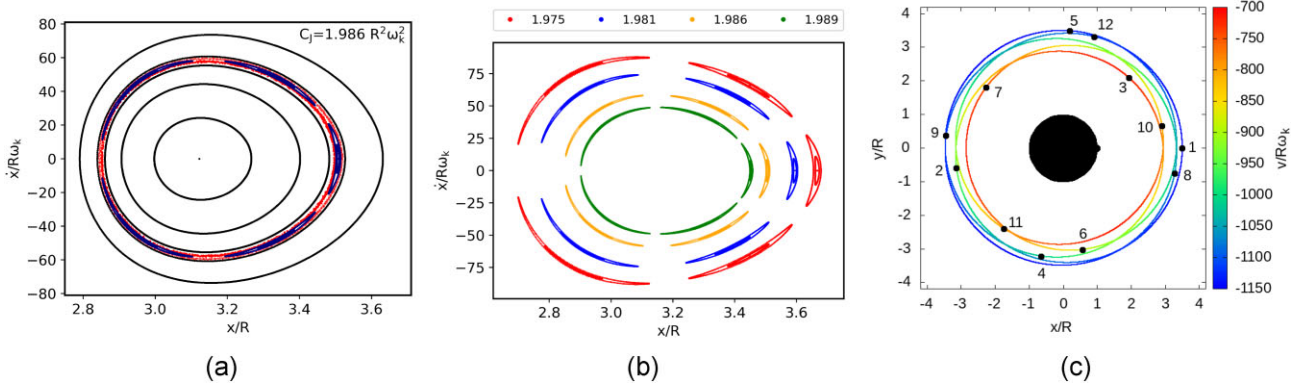 C_J=1.986 R²ω_k²
80
60
40
20
0
−20
−40
−60
−80
ẋ/Rω_k
2.8 3.0 3.2 3.4 3.6
x/R
(a)
1.975 1.981 1.986 1.989
75
50
25
0
−25
−50
−75
ẋ/Rω_k
2.8 3.0 3.2 3.4 3.6
x/R
(b)
4
3
2
1
0
-1
-2
-3
-4
y/R
-4 -3 -2 -1 0 1 2 3 4
x/R
5 12
7 3
9 10
1
2 8
11 6
4
-700
-750
-800
-850
-900
-950
-1000
-1050
-1100
-1150
v/Rω_k
(c)